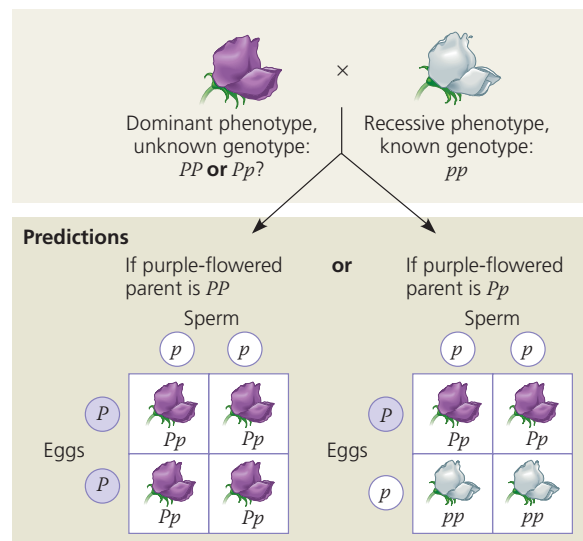 ×
Dominant phenotype,
unknown genotype:
PP or Pp?
Recessive phenotype,
known genotype:
pp
Predictions
If purple-flowered
parent is PP
or
If purple-flowered
parent is Pp
Sperm
p p
P
Pp Pp
Eggs
P
Pp Pp
Sperm
p p
P
Pp Pp
Eggs
p
pp pp